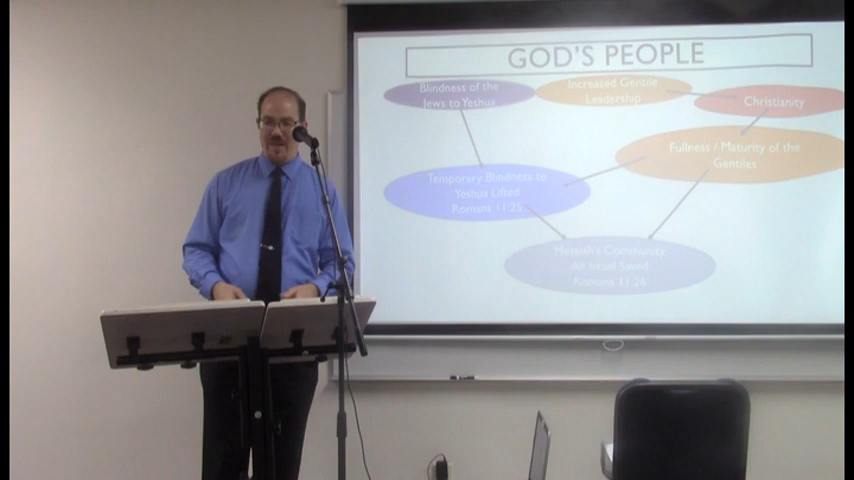 GOD'S PEOPLE
Blindness of the
Jews to Yeshua
Increased Gentile
Leadership
Christianity
Fullness / Maturity of the
Gentiles
Temporary Blindness to
Yeshua Lifted
Romans 11:25
Messiah's Community
All Israel Saved
Romans 11:26